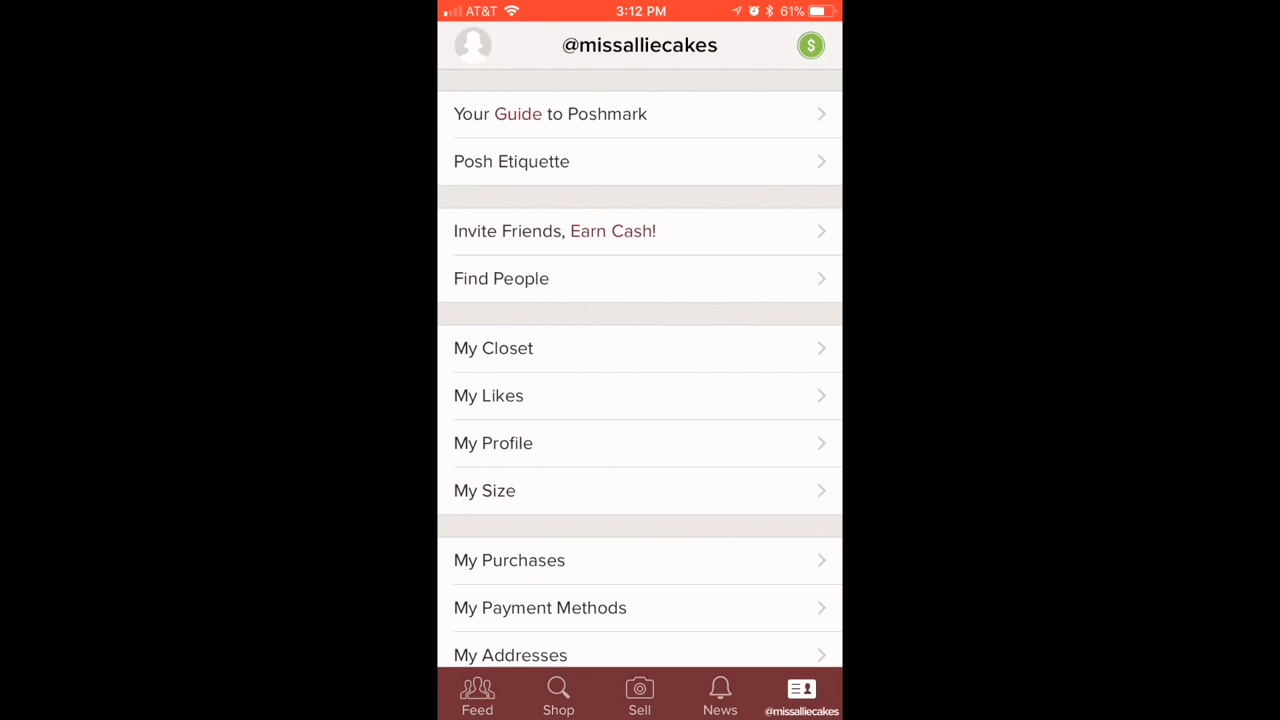 AT&T 3:12 PM 61%
@missalliecakes $
Your Guide to Poshmark
Posh Etiquette
Invite Friends, Earn Cash!
Find People
My Closet
My Likes
My Profile
My Size
My Purchases
My Payment Methods
My Addresses
Feed Shop Sell News @missalliecakes